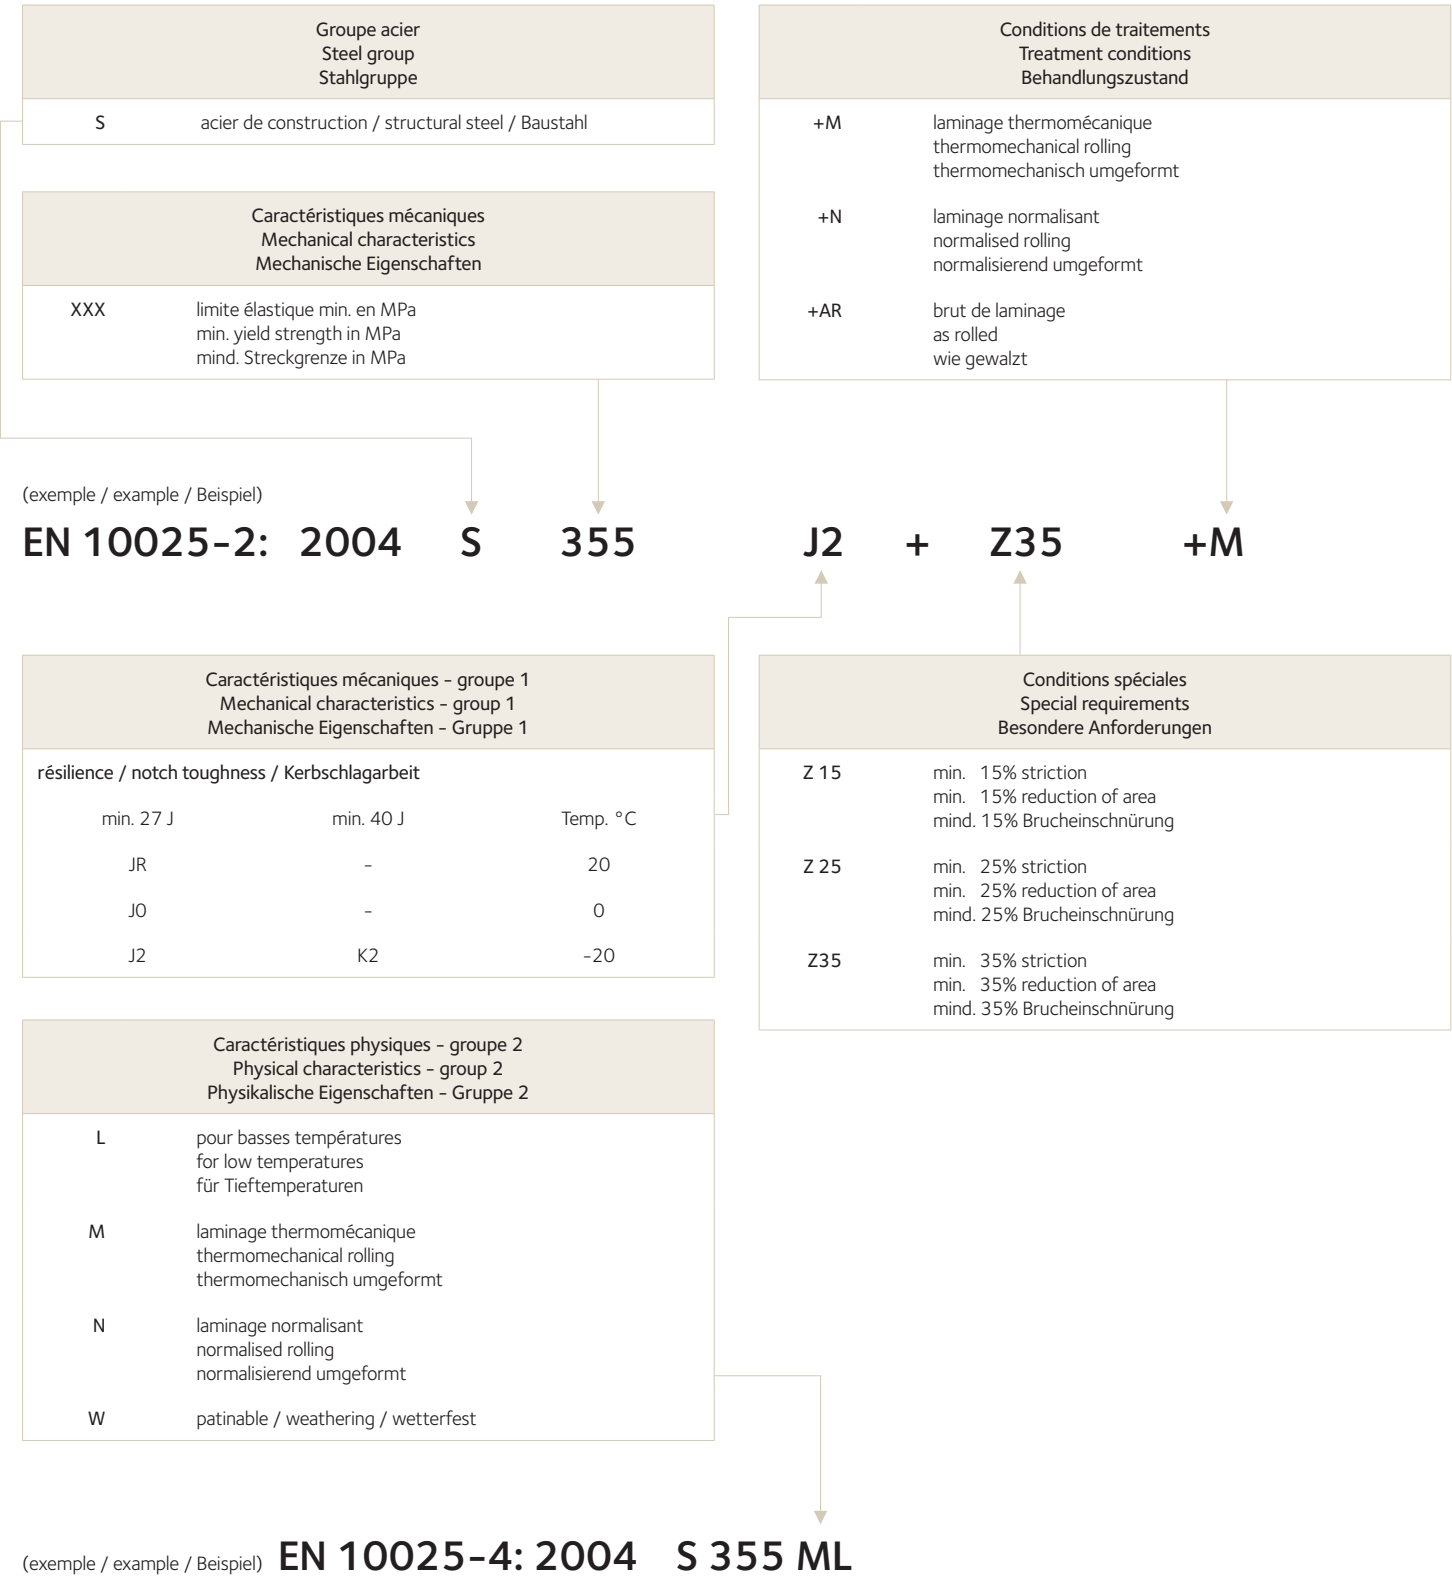 Groupe acier
Steel group
Stahlgruppe
S acier de construction / structural steel / Baustahl
Caractéristiques mécaniques
Mechanical characteristics
Mechanische Eigenschaften
XXX limite élastique min. en MPa
min. yield strength in MPa
mind. Streckgrenze in MPa
Conditions de traitements
Treatment conditions
Behandlungszustand
+M laminage thermomécanique
thermomechanical rolling
thermomechanisch umgeformt
+N laminage normalisant
normalised rolling
normalisierend umgeformt
+AR brut de laminage
as rolled
wie gewalzt
(exemple / example / Beispiel)
EN 10025-2: 2004 S 355 J2 + Z35 +M
Caractéristiques mécaniques - groupe 1
Mechanical characteristics - group 1
Mechanische Eigenschaften - Gruppe 1
résilience / notch toughness / Kerbschlagarbeit
min. 27 J min. 40 J Temp. °C
JR - 20
J0 - 0
J2 K2 -20
Conditions spéciales
Special requirements
Besondere Anforderungen
Z 15 min. 15% striction
min. 15% reduction of area
mind. 15% Brucheinschnürung
Z 25 min. 25% striction
min. 25% reduction of area
mind. 25% Brucheinschnürung
Z35 min. 35% striction
min. 35% reduction of area
mind. 35% Brucheinschnürung
Caractéristiques physiques - groupe 2
Physical characteristics - group 2
Physikalische Eigenschaften - Gruppe 2
L pour basses températures
for low temperatures
für Tieftemperaturen
M laminage thermomécanique
thermomechanical rolling
thermomechanisch umgeformt
N laminage normalisant
normalised rolling
normalisierend umgeformt
W patinable / weathering / wetterfest
(exemple / example / Beispiel) EN 10025-4: 2004 S 355 ML